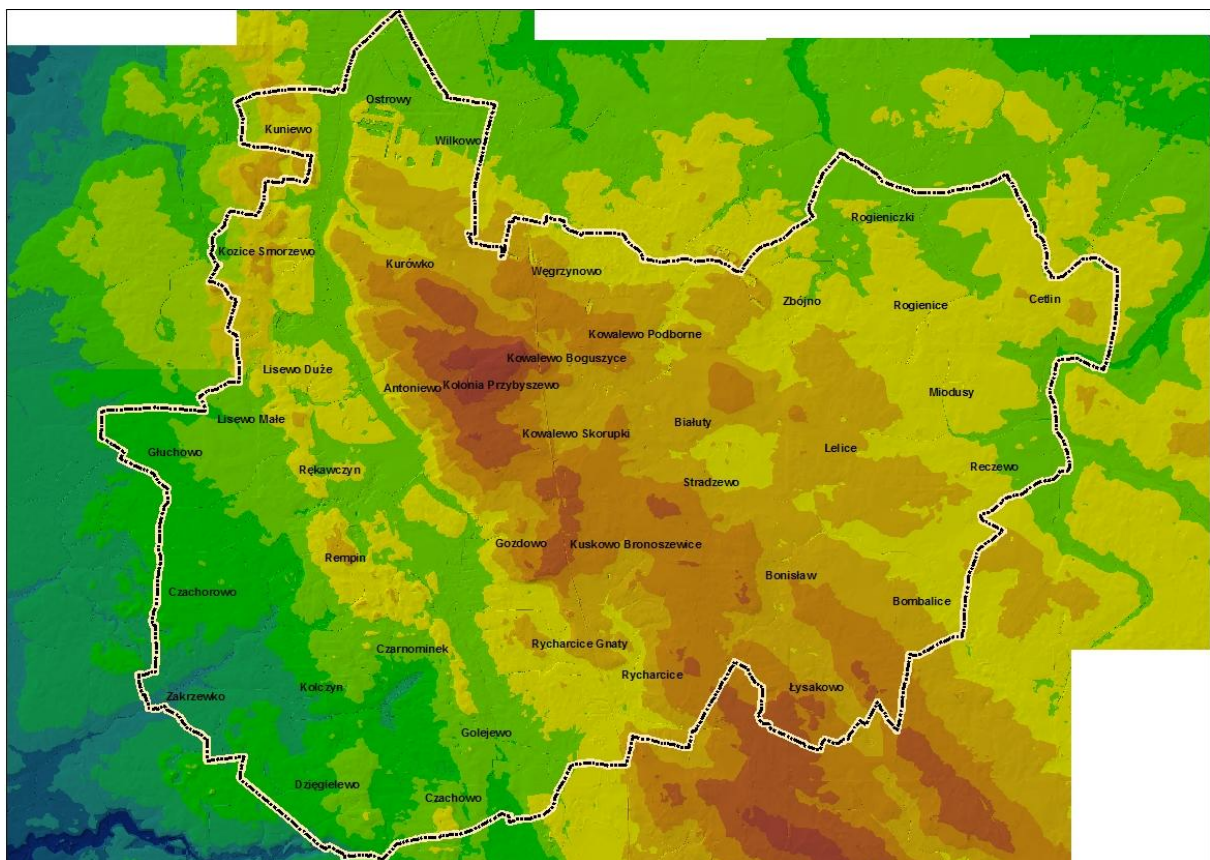 Ostrowy
Kuniewo
Wilkowo
Rogieniczki
Kozice Smorzewo
Kurówko
Węgrzynowo
Zbójno
Rogienice
Cetlin
Kowalewo Podborne
Kowalewo Boguszyce
Lisewo Duże
Antoniewo
Kolonia Przybyszewo
Miodusy
Lisewo Małe
Białuty
Kowalewo Skorupki
Głuchowo
Lelice
Rękawczyn
Reczewo
Stradzewo
Gozdowo
Kuskowo Bronoszewice
Rempin
Bonisław
Czachorowo
Bombalice
Rycharcice Gnaty
Czarnominek
Rycharcice
Kolczyn
Łysakowo
Zakrzewko
Golejewo
Dzięgielewo
Czachowo